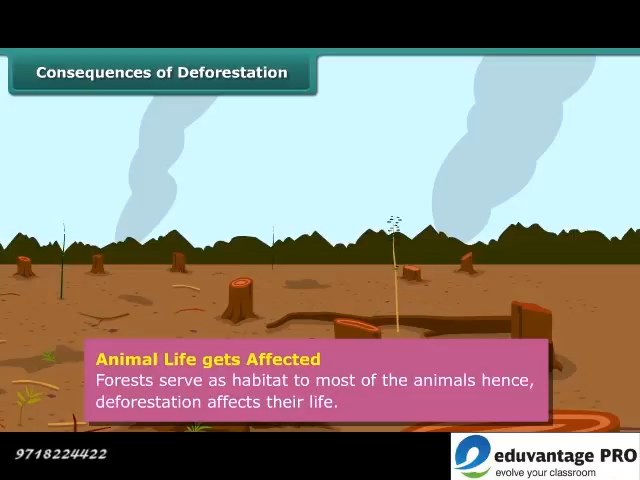 Consequences of Deforestation
Animal Life gets Affected
Forests serve as habitat to most of the animals hence,
deforestation affects their life.
9718224422
eduvantage PRO
evolve your classroom